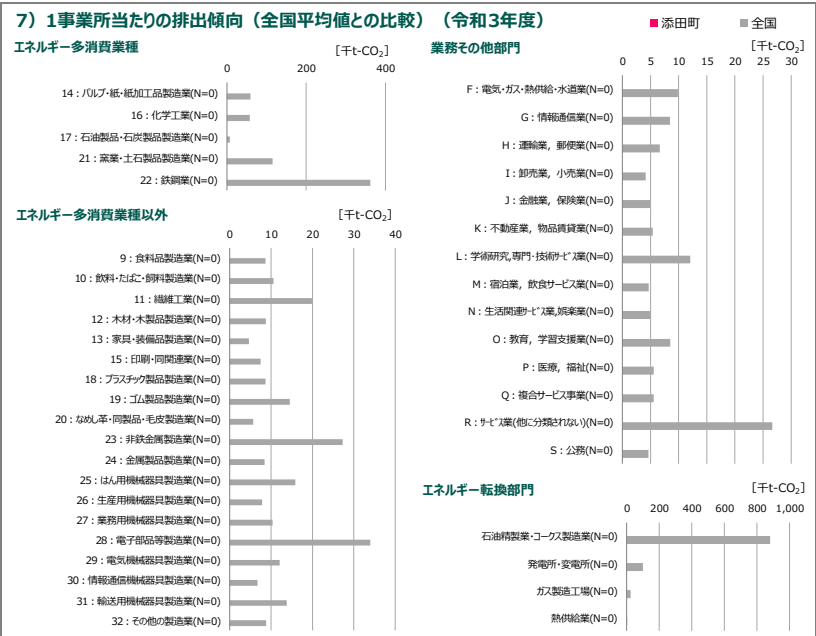 7）1事業所当たりの排出傾向（全国平均値との比較）（令和3年度）
■添田町 ■全国
エネルギー多消費業種
[千t-CO2]
0 200 400
14：パルプ・紙・紙加工品製造業(N=0)
16：化学工業(N=0)
17：石油製品・石炭製品製造業(N=0)
21：窯業・土石製品製造業(N=0)
22：鉄鋼業(N=0)
エネルギー多消費業種以外
[千t-CO2]
0 10 20 30 40
9：食料品製造業(N=0)
10：飲料・たばこ・飼料製造業(N=0)
11：繊維工業(N=0)
12：木材・木製品製造業(N=0)
13：家具・装備品製造業(N=0)
15：印刷・同関連業(N=0)
18：プラスチック製品製造業(N=0)
19：ゴム製品製造業(N=0)
20：なめし革・同製品・毛皮製造業(N=0)
23：非鉄金属製造業(N=0)
24：金属製品製造業(N=0)
25：はん用機械器具製造業(N=0)
26：生産用機械器具製造業(N=0)
27：業務用機械器具製造業(N=0)
28：電子部品等製造業(N=0)
29：電気機械器具製造業(N=0)
30：情報通信機械器具製造業(N=0)
31：輸送用機械器具製造業(N=0)
32：その他の製造業(N=0)
業務その他部門
[千t-CO2]
0 5 10 15 20 25 30
F：電気・ガス・熱供給・水道業(N=0)
G：情報通信業(N=0)
H：運輸業，郵便業(N=0)
I：卸売業，小売業(N=0)
J：金融業，保険業(N=0)
K：不動産業，物品賃貸業(N=0)
L：学術研究,専門・技術ｻｰﾋﾞｽ業(N=0)
M：宿泊業，飲食サービス業(N=0)
N：生活関連ｻｰﾋﾞｽ業,娯楽業(N=0)
O：教育，学習支援業(N=0)
P：医療，福祉(N=0)
Q：複合サービス事業(N=0)
R：ｻｰﾋﾞｽ業(他に分類されない)(N=0)
S：公務(N=0)
エネルギー転換部門
[千t-CO2]
0 200 400 600 800 1,000
石油精製業・コークス製造業(N=0)
発電所・変電所(N=0)
ガス製造工場(N=0)
熱供給業(N=0)